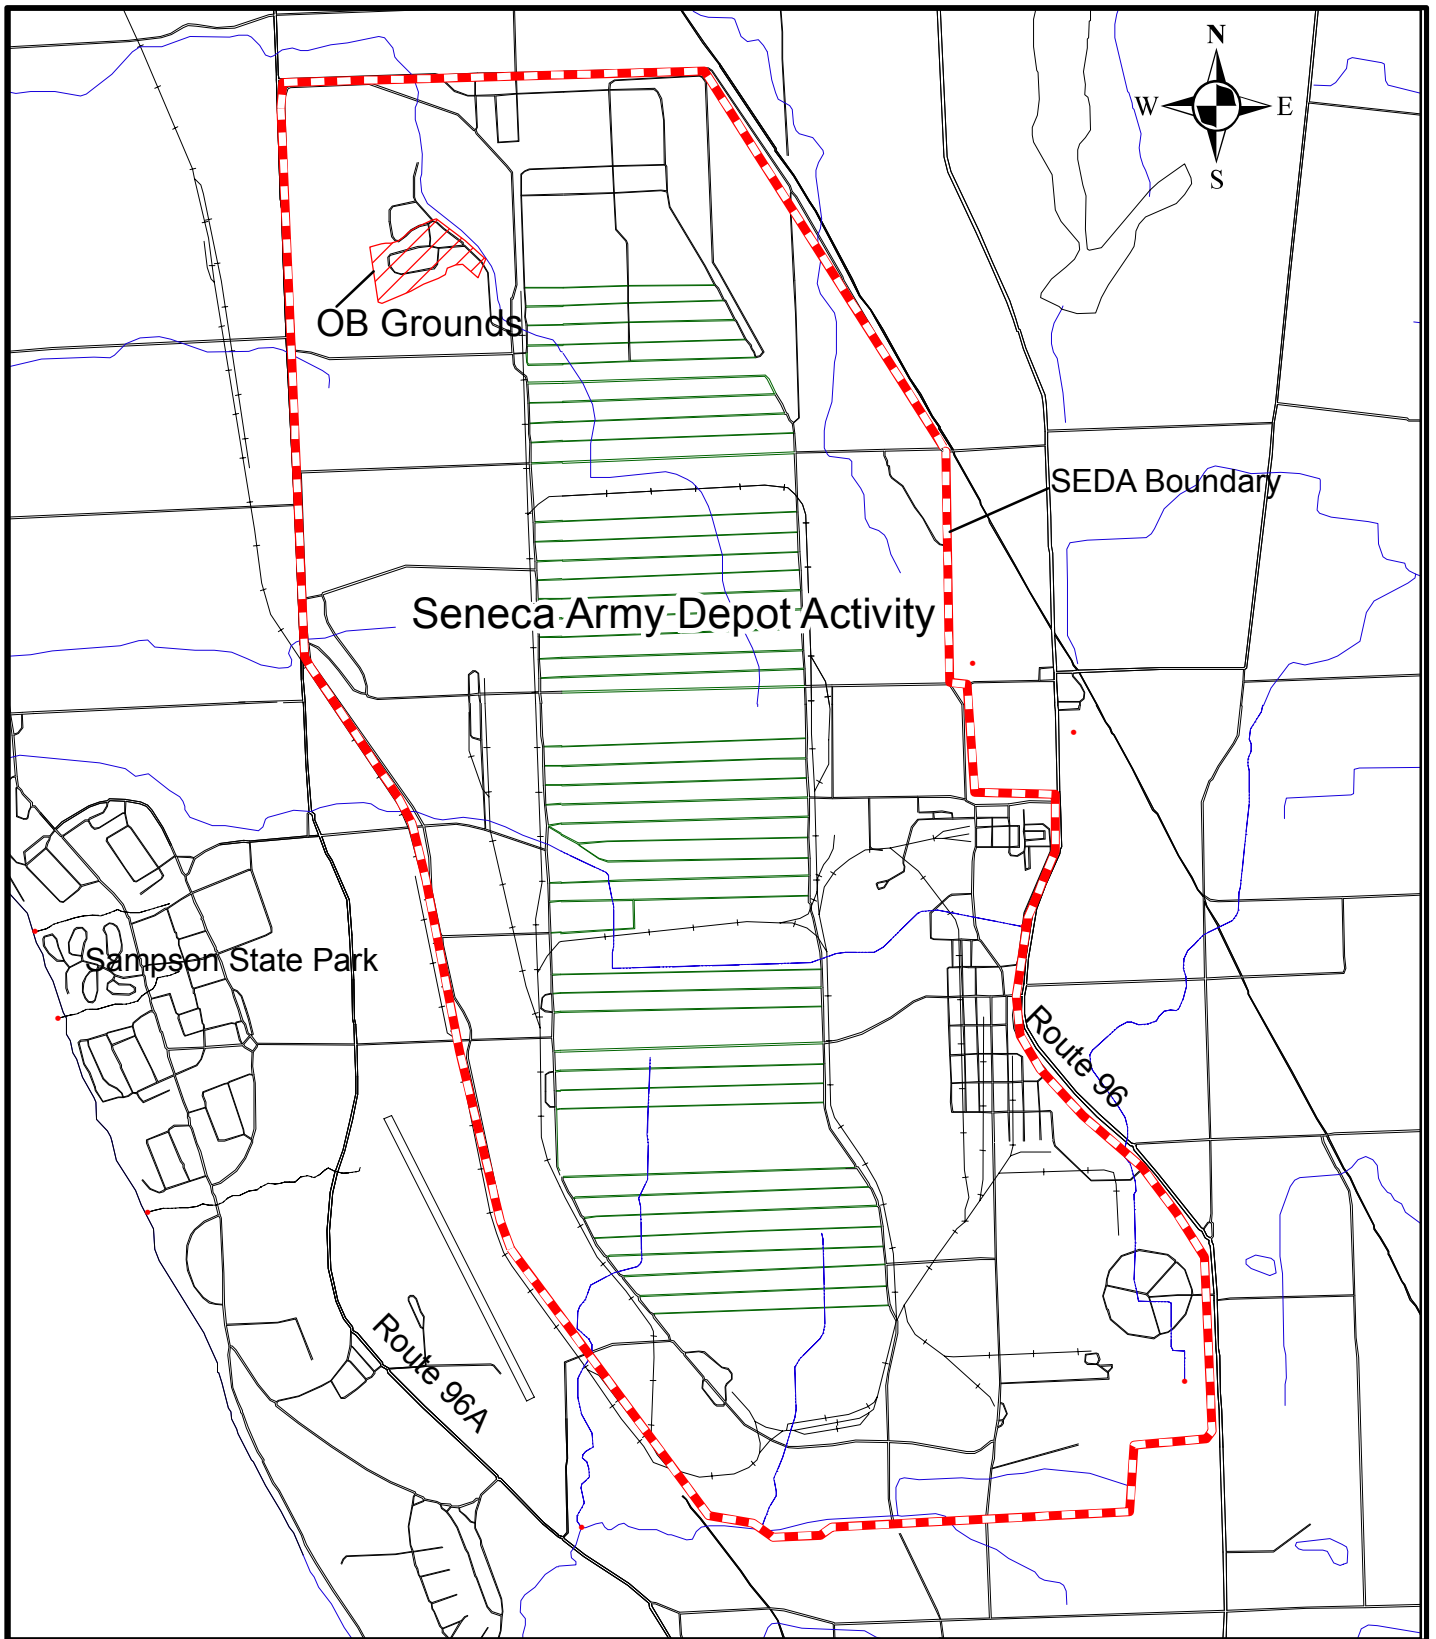 N
W
E
S
OB Grounds
SEDA Boundary
Seneca Army Depot Activity
Sampson State Park
Route 96
Route 96A